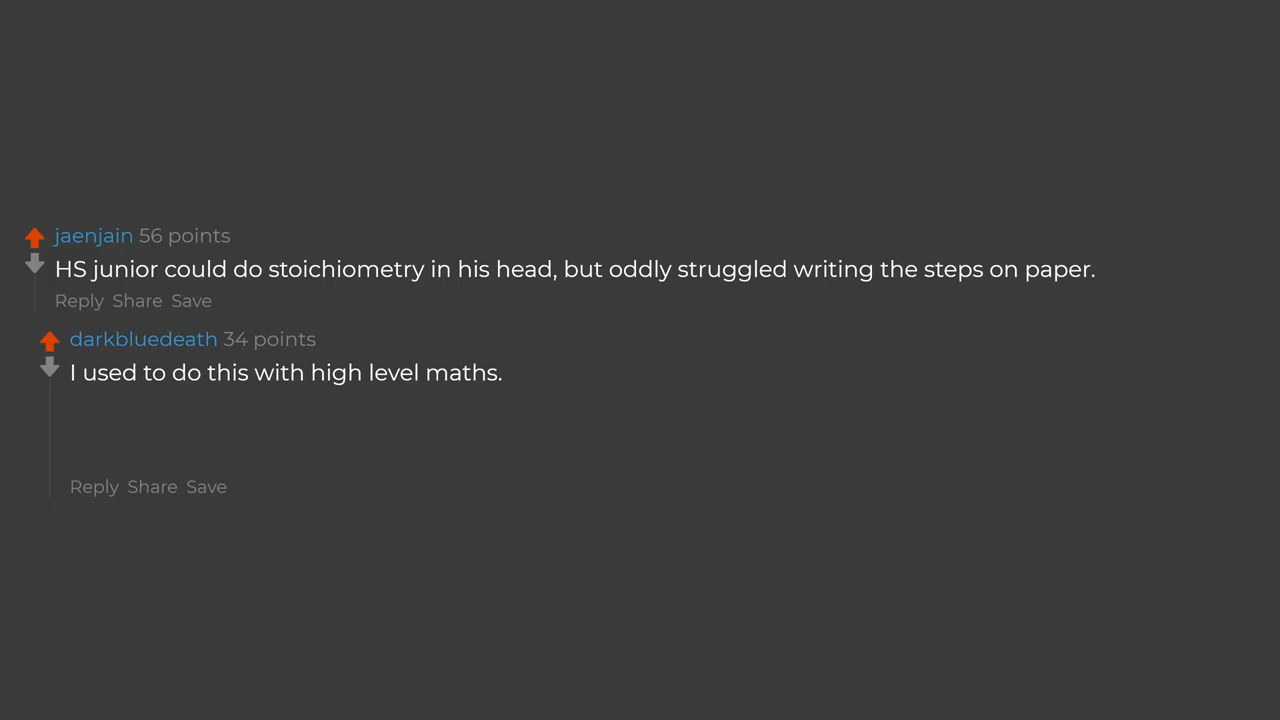 jaenjain 56 points
HS junior could do stoichiometry in his head, but oddly struggled writing the steps on paper.
Reply Share Save
darkbluedeath 34 points
I used to do this with high level maths.
Reply Share Save